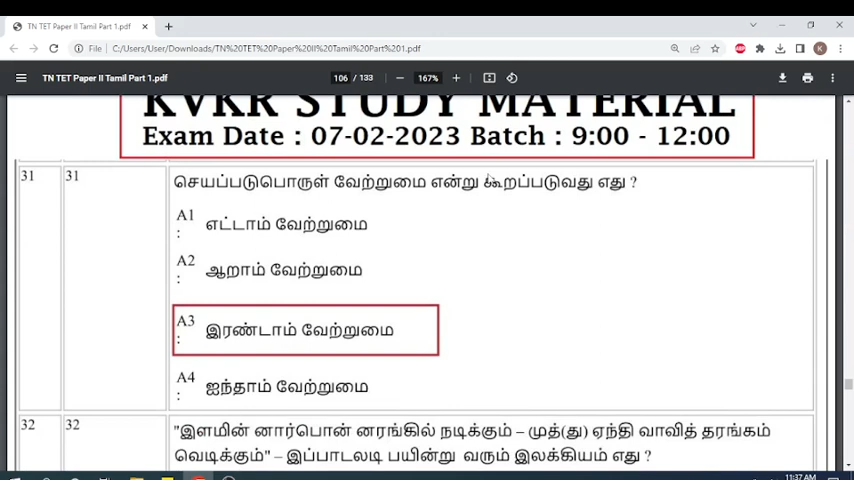 TN TET Paper II Tamil Part 1.pdf
File | C:/Users/User/Downloads/TN%20TET%20Paper%20II%20Tamil%20Part%201.pdf
TN TET Paper II Tamil Part 1.pdf 106 / 133 167%
KVKR STUDY MATERIAL
Exam Date : 07-02-2023 Batch : 9:00 - 12:00
31 31 செயப்படுபொருள் வேற்றுமை என்று கூறப்படுவது எது ?
A1 : எட்டாம் வேற்றுமை
A2 : ஆறாம் வேற்றுமை
A3 : இரண்டாம் வேற்றுமை
A4 : ஐந்தாம் வேற்றுமை
32 32 "இளமின் னார்பொன் னரங்கில் நடிக்கும் – முத்(து) ஏந்தி வாவித் தரங்கம்
வெடிக்கும்" – இப்பாடலடி பயின்று வரும் இலக்கியம் எது ?
11:37 AM